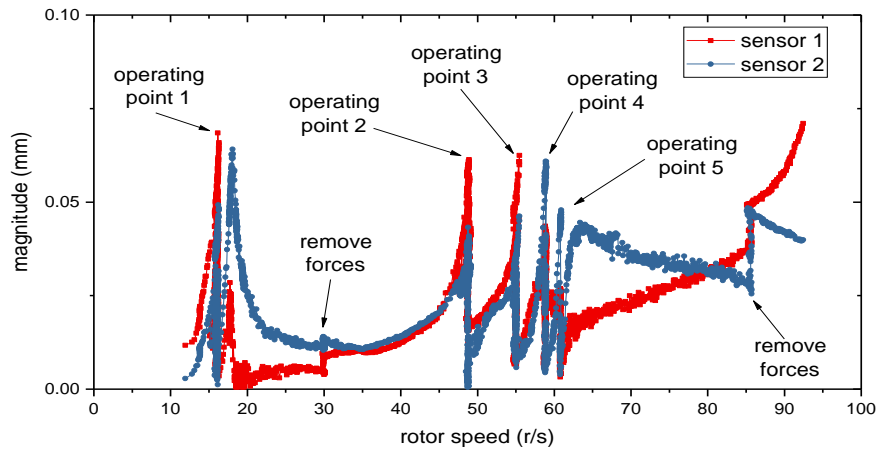 0.10
0.05
0.00
magnitude (mm)
0 10 20 30 40 50 60 70 80 90 100
rotor speed (r/s)
sensor 1
sensor 2
operating
point 1
operating
point 2
operating
point 3
operating
point 4
operating
point 5
remove
forces
remove
forces